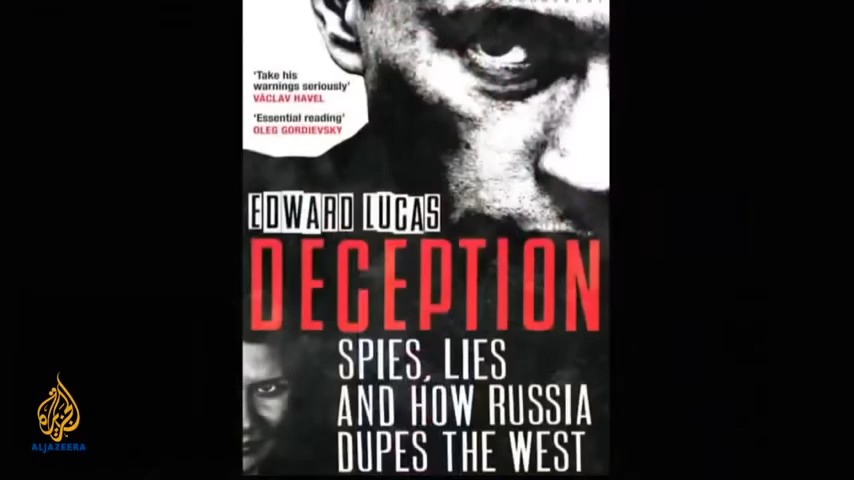 'Take his
warnings seriously'
VÁCLAV HAVEL
'Essential reading'
OLEG GORDIEVSKY
EDWARD LUCAS
DECEPTION
SPIES, LIES
AND HOW RUSSIA
DUPES THE WEST
ALJAZEERA